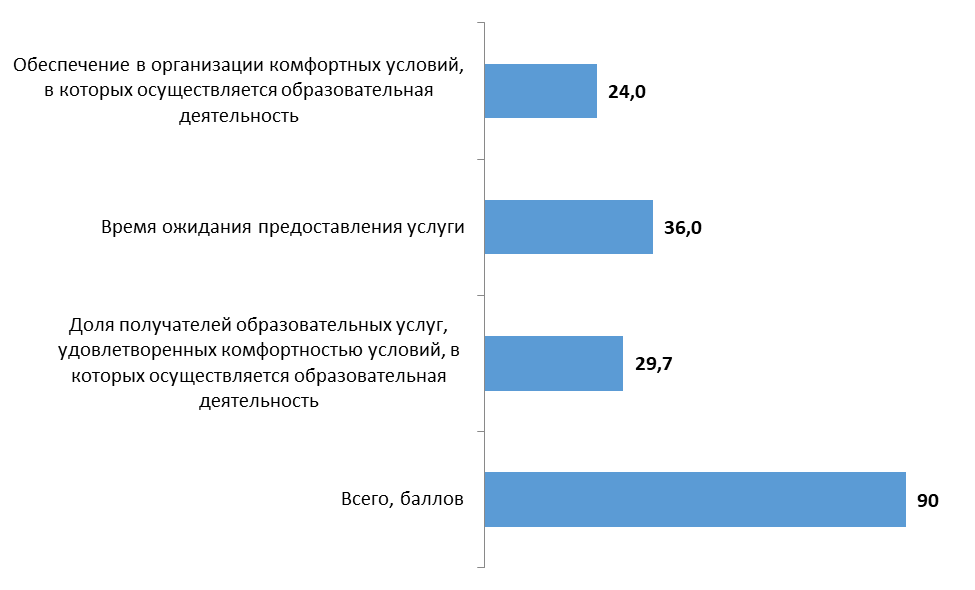 Обеспечение в организации комфортных условий,
в которых осуществляется образовательная
деятельность
24,0
Время ожидания предоставления услуги
36,0
Доля получателей образовательных услуг,
удовлетворенных комфортностью условий, в
которых осуществляется образовательная
деятельность
29,7
Всего, баллов
90